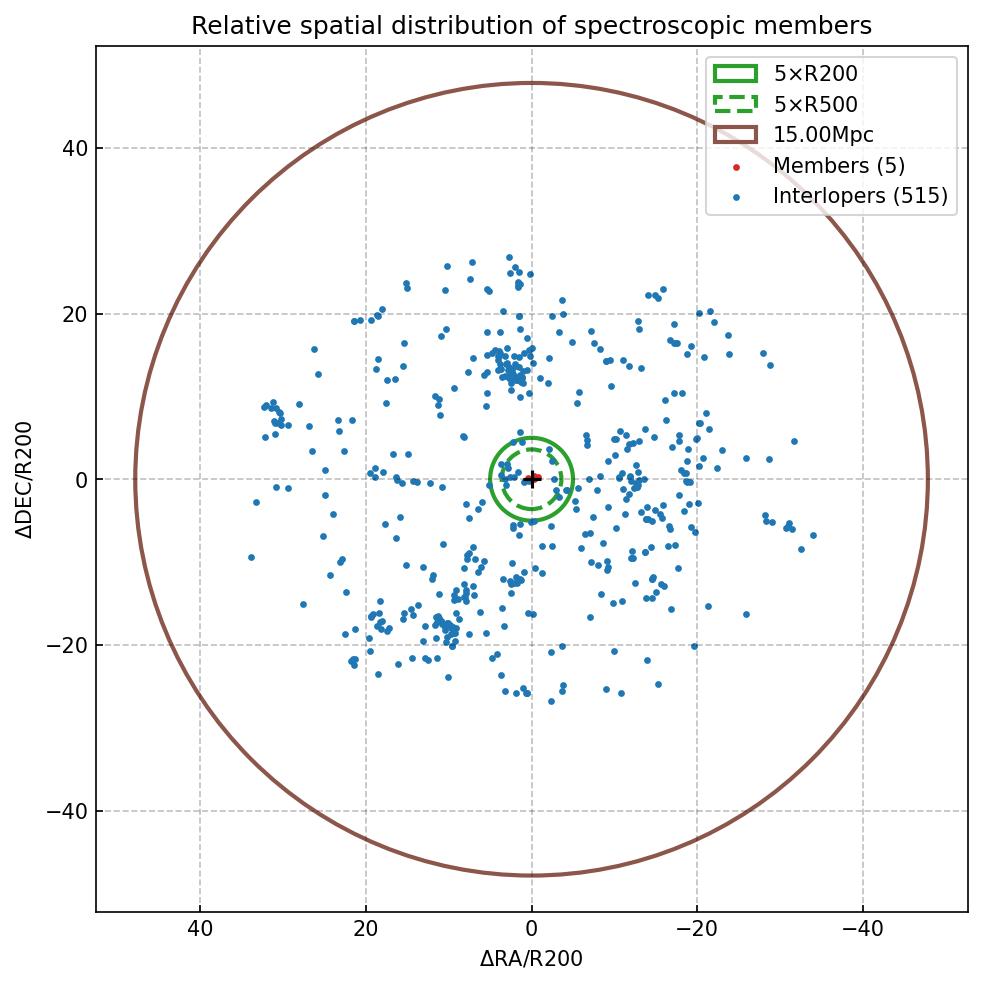 Relative spatial distribution of spectroscopic members
5×R200
5×R500
15.00Mpc
Members (5)
Interlopers (515)
ΔDEC/R200
40
20
0
−20
−40
40
20
0
−20
−40
ΔRA/R200